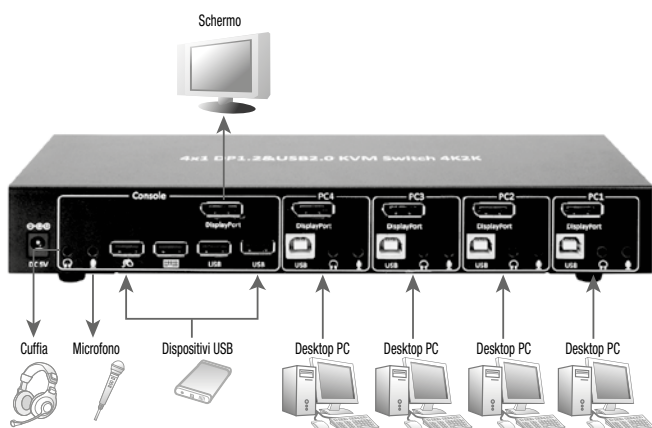 Schermo
4x1 DP1.2&USB2.0 KVM Switch 4K2K
Console PC4 PC3 PC2 PC1
DisplayPort DisplayPort DisplayPort DisplayPort DisplayPort
DC 5V USB USB USB USB USB USB
Cuffia Microfono Dispositivi USB Desktop PC Desktop PC Desktop PC Desktop PC